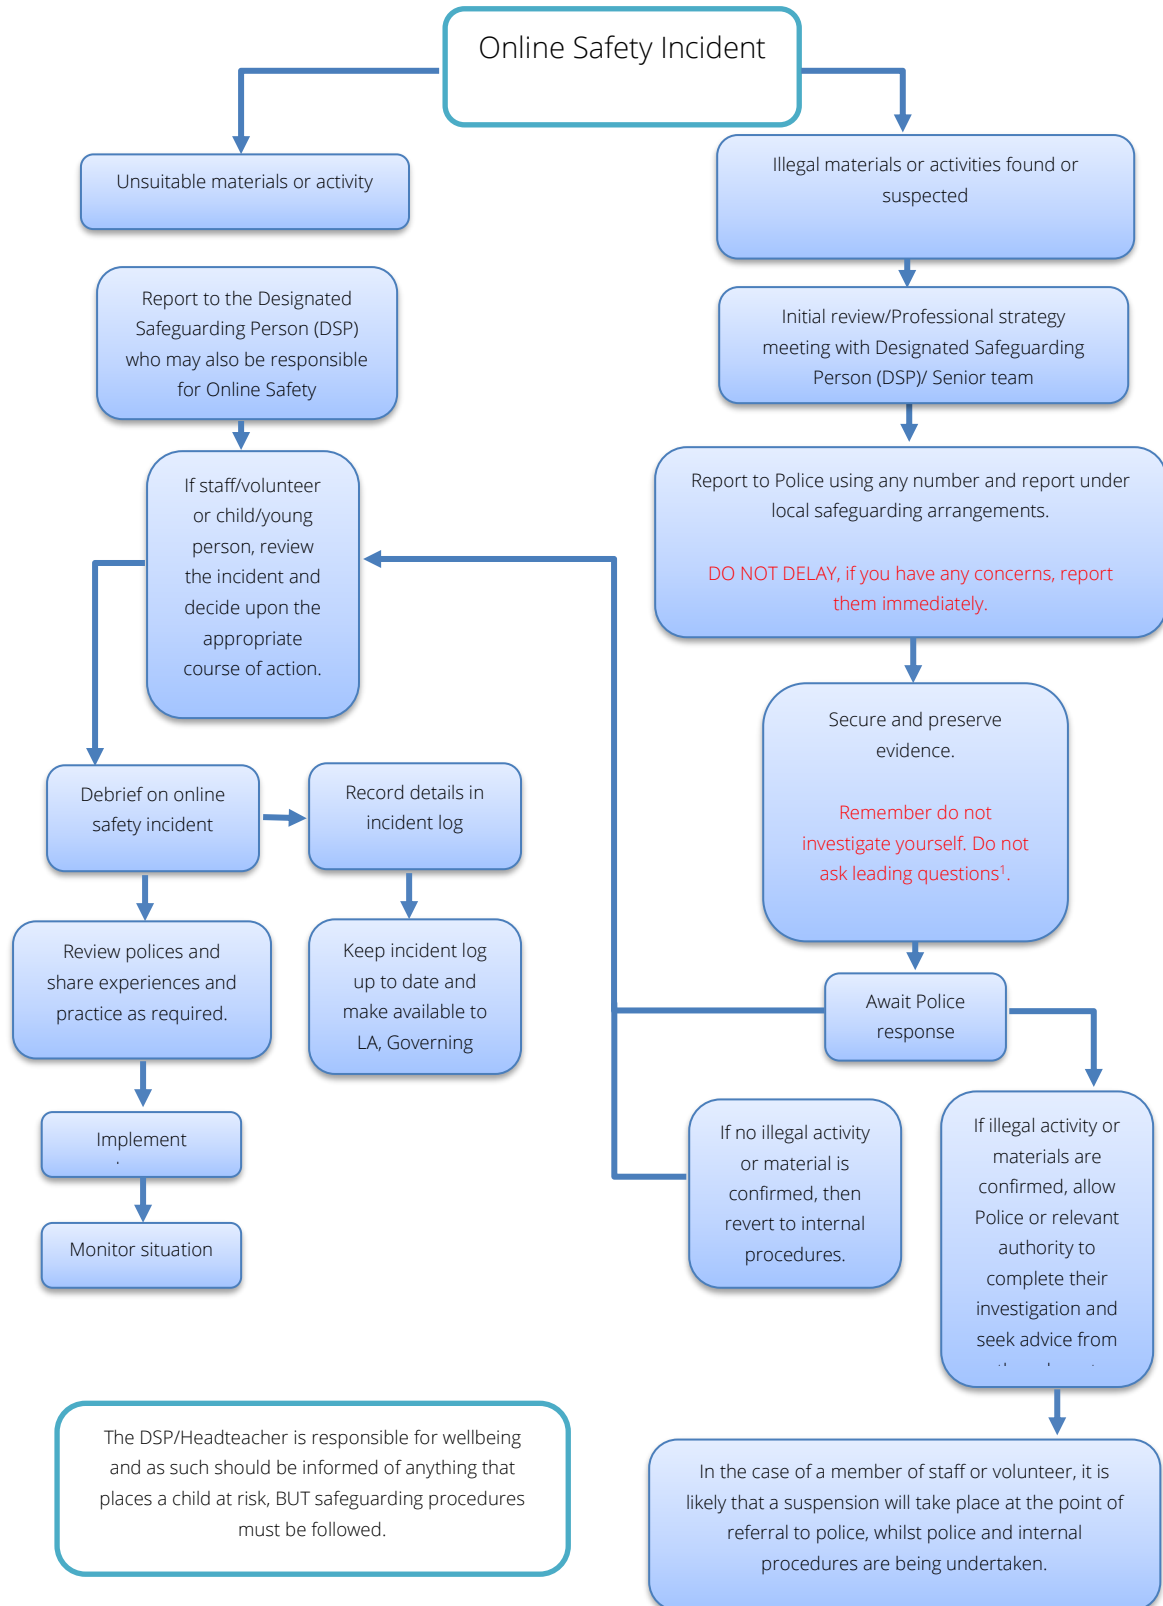 Online Safety Incident
Unsuitable materials or activity
Illegal materials or activities found or
suspected
Report to the Designated
Safeguarding Person (DSP)
who may also be responsible
for Online Safety
Initial review/Professional strategy
meeting with Designated Safeguarding
Person (DSP)/ Senior team
If staff/volunteer
or child/young
person, review
the incident and
decide upon the
appropriate
course of action.
Report to Police using any number and report under
local safeguarding arrangements.
DO NOT DELAY, if you have any concerns, report
them immediately.
Secure and preserve
evidence.
Remember do not
investigate yourself. Do not
ask leading questions¹.
Debrief on online
safety incident
Record details in
incident log
Review polices and
share experiences and
practice as required.
Keep incident log
up to date and
make available to
LA, Governing
Await Police
response
Implement
Monitor situation
If no illegal activity
or material is
confirmed, then
revert to internal
procedures.
If illegal activity or
materials are
confirmed, allow
Police or relevant
authority to
complete their
investigation and
seek advice from
The DSP/Headteacher is responsible for wellbeing
and as such should be informed of anything that
places a child at risk, BUT safeguarding procedures
must be followed.
In the case of a member of staff or volunteer, it is
likely that a suspension will take place at the point of
referral to police, whilst police and internal
procedures are being undertaken.